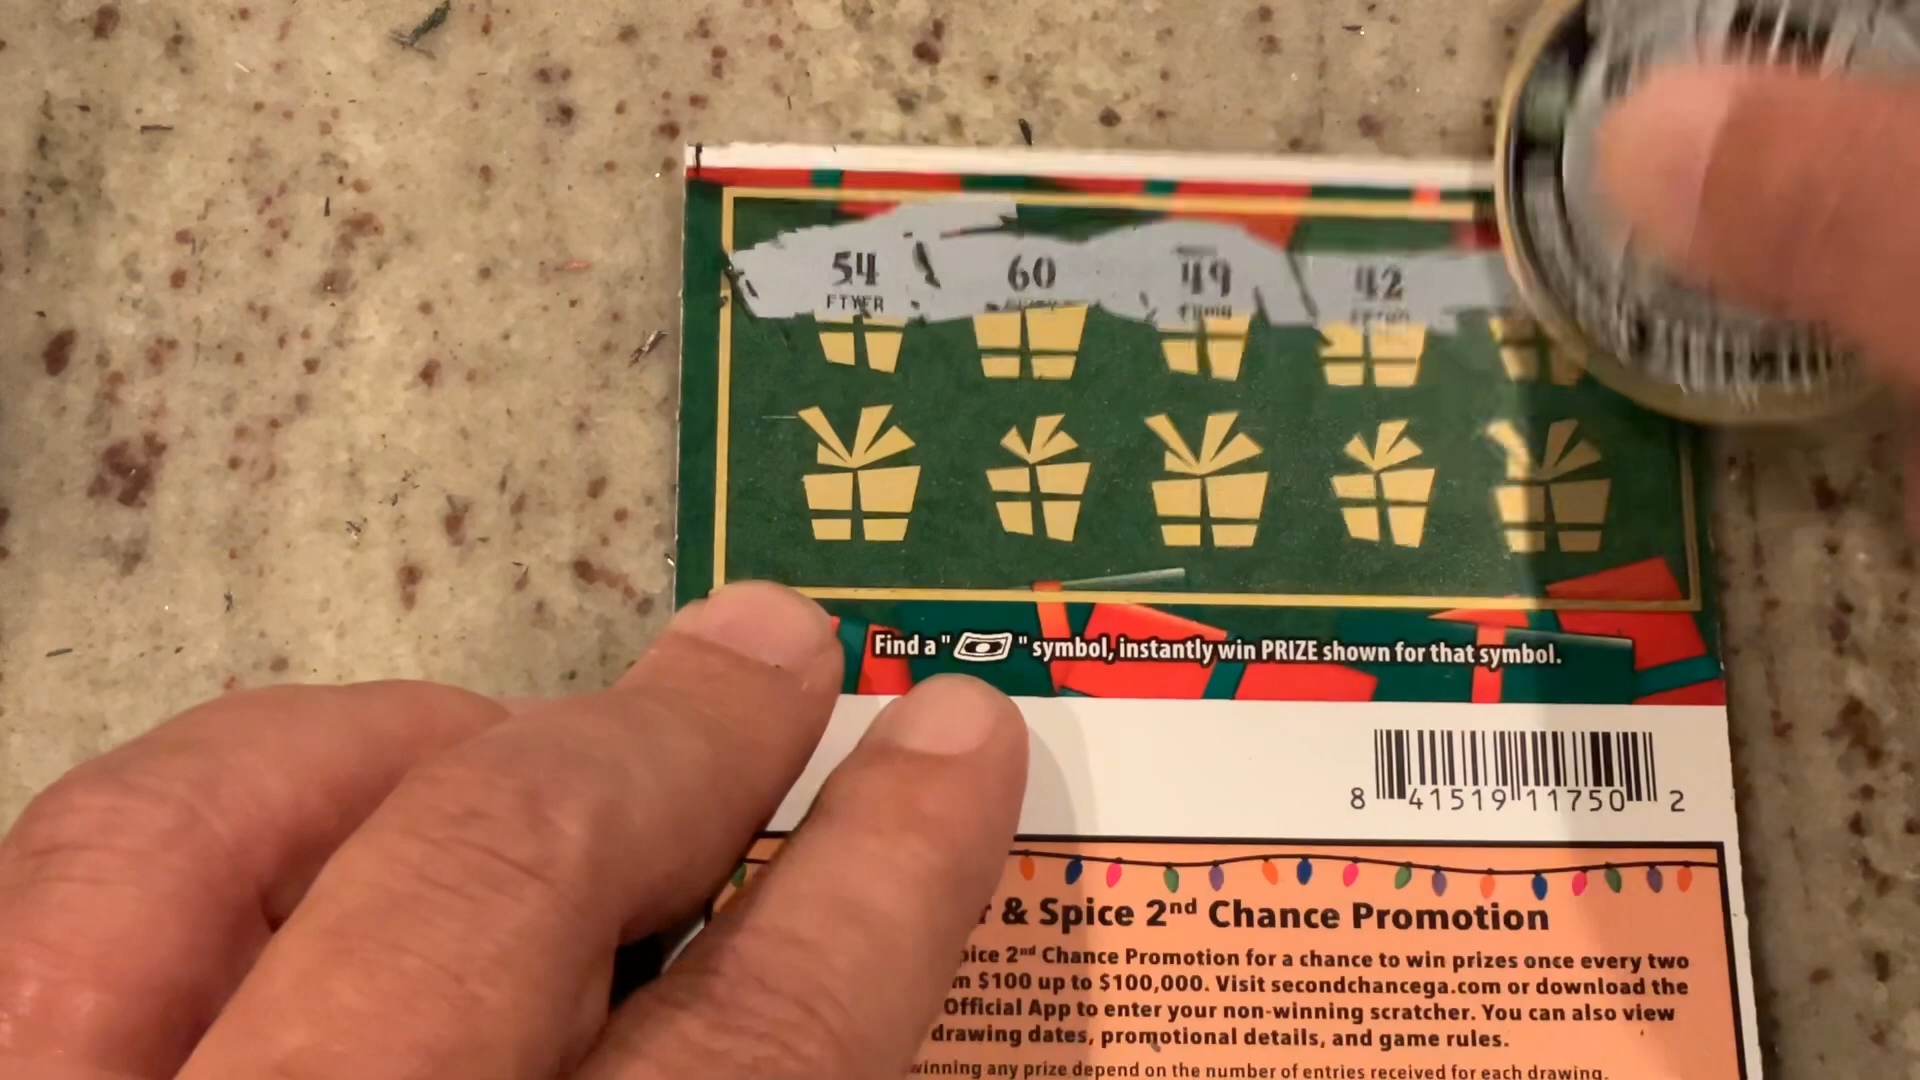 54 60 49 42
FTYFR
Find a " " symbol, instantly win PRIZE shown for that symbol.
8 41519 11750 2
r & Spice 2nd Chance Promotion
pice 2nd Chance Promotion for a chance to win prizes once every two
m $100 up to $100,000. Visit secondchancega.com or download the
Official App to enter your non-winning scratcher. You can also view
drawing dates, promotional details, and game rules.
winning any prize depend on the number of entries received for each drawing.